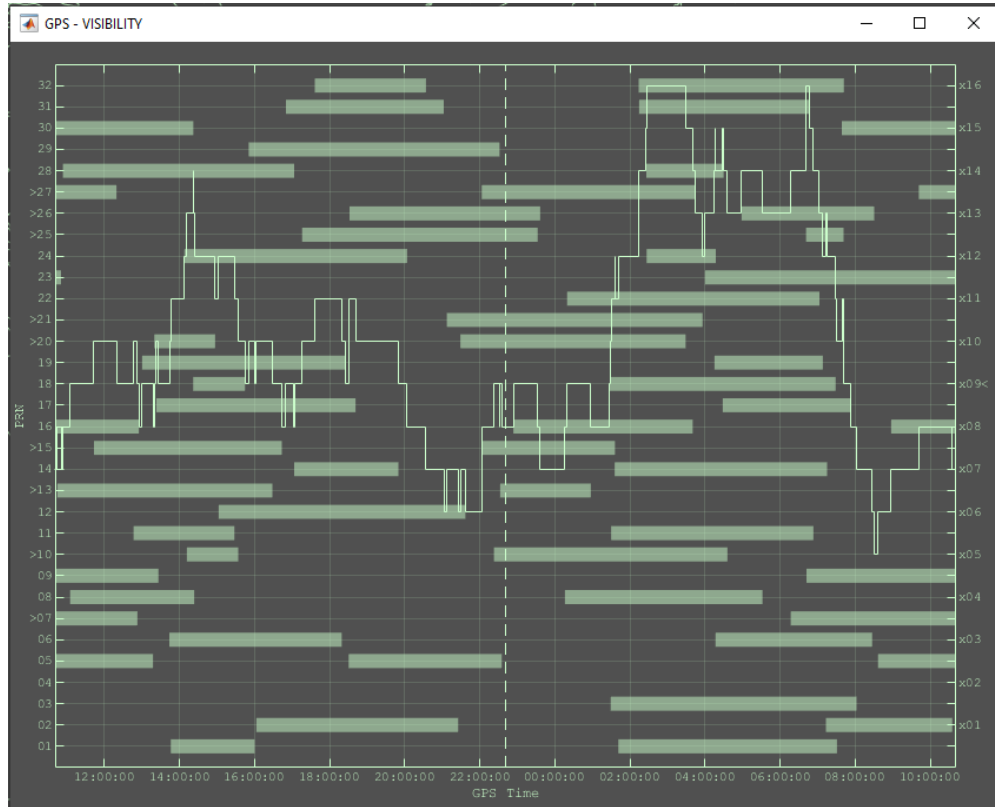 GPS - VISIBILITY
32 x16
31
30 x15
29
28 x14
>27
>26 x13
>25
24 x12
23
22 x11
>21
>20 x10
19
18 x09<
17
16 x08
>15
14 x07
>13
12 x06
11
>10 x05
09
08 x04
>07
06 x03
05
04 x02
03
02 x01
01
PRN
12:00:00 14:00:00 16:00:00 18:00:00 20:00:00 22:00:00 00:00:00 02:00:00 04:00:00 06:00:00 08:00:00 10:00:00
GPS Time